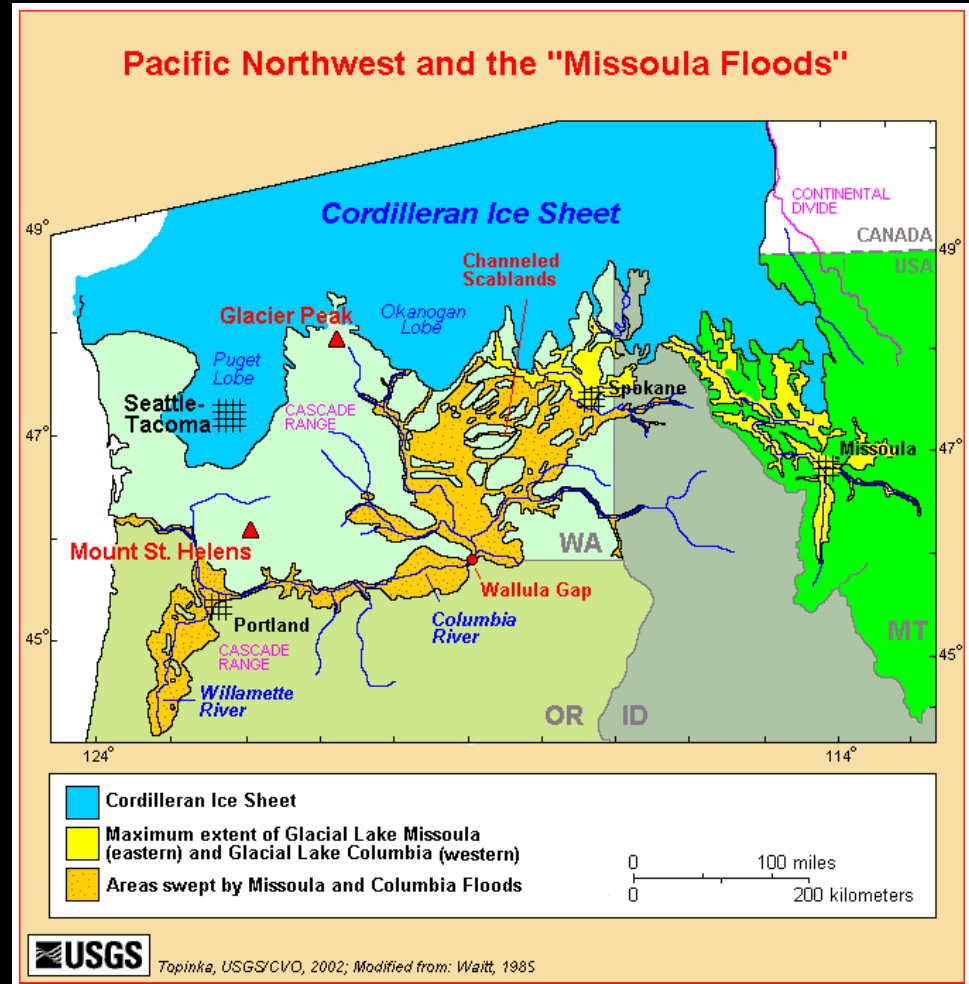 Pacific Northwest and the "Missoula Floods"
CONTINENTAL
DIVIDE
Cordilleran Ice Sheet
49°
CANADA
49°
USA
Channeled
Scablands
Glacier Peak
Okanogan
Lobe
Puget
Lobe
Spokane
Seattle-
Tacoma
CASCADE
RANGE
47°
47°
Missoula
WA
Mount St. Helens
Wallula Gap
Columbia
River
Portland
MT
45°
45°
CASCADE
RANGE
Willamette
River
OR
ID
124°
114°
Cordilleran Ice Sheet
Maximum extent of Glacial Lake Missoula
(eastern) and Glacial Lake Columbia (western)
Areas swept by Missoula and Columbia Floods
0 100 miles
0 200 kilometers
USGS
Topinka, USGS/CVO, 2002; Modified from: Waitt, 1985